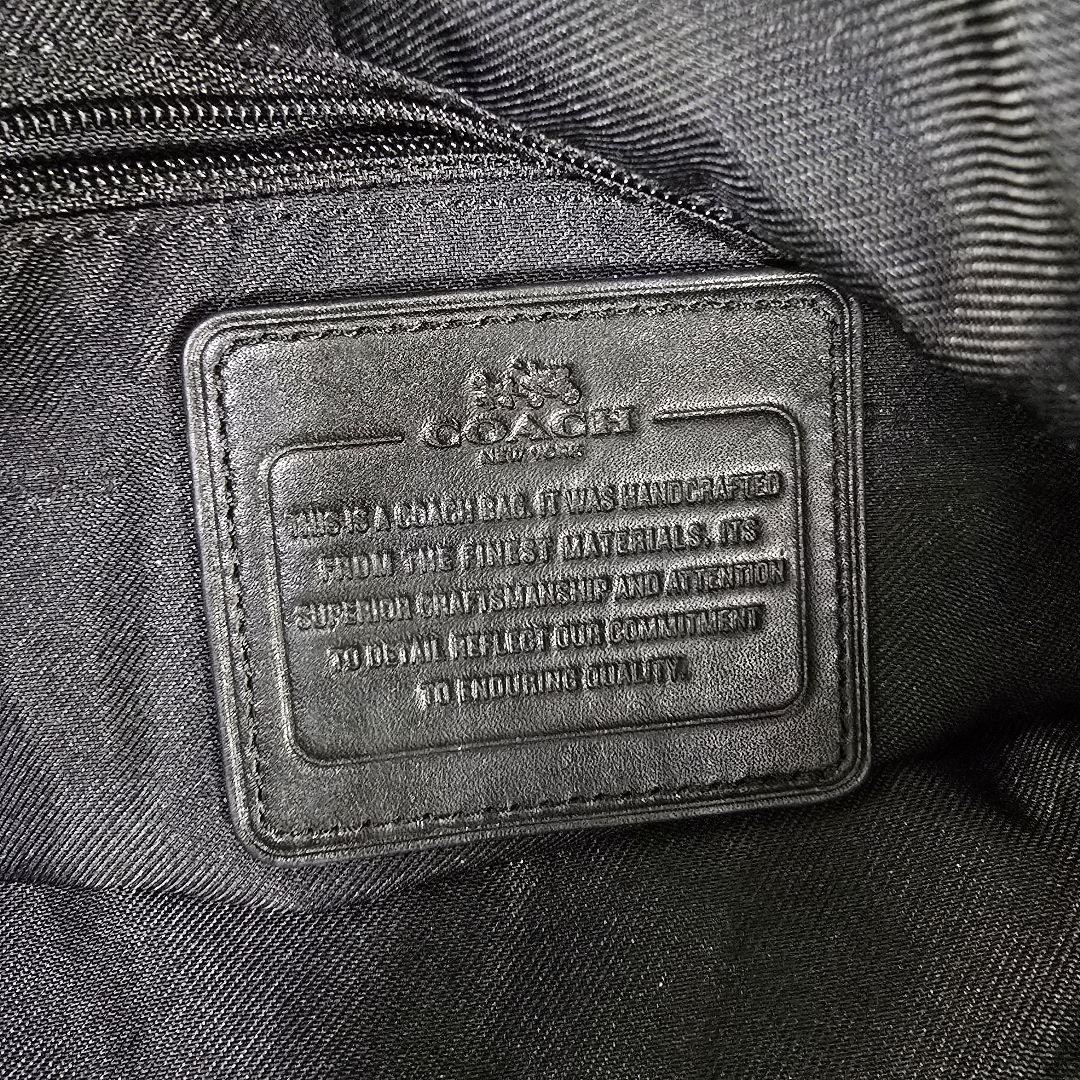 COACH
NEW YORK
THIS IS A COACH BAG. IT WAS HANDCRAFTED
FROM THE FINEST MATERIALS. ITS
SUPERIOR CRAFTSMANSHIP AND ATTENTION
TO DETAIL REFLECT OUR COMMITMENT
TO ENDURING QUALITY.